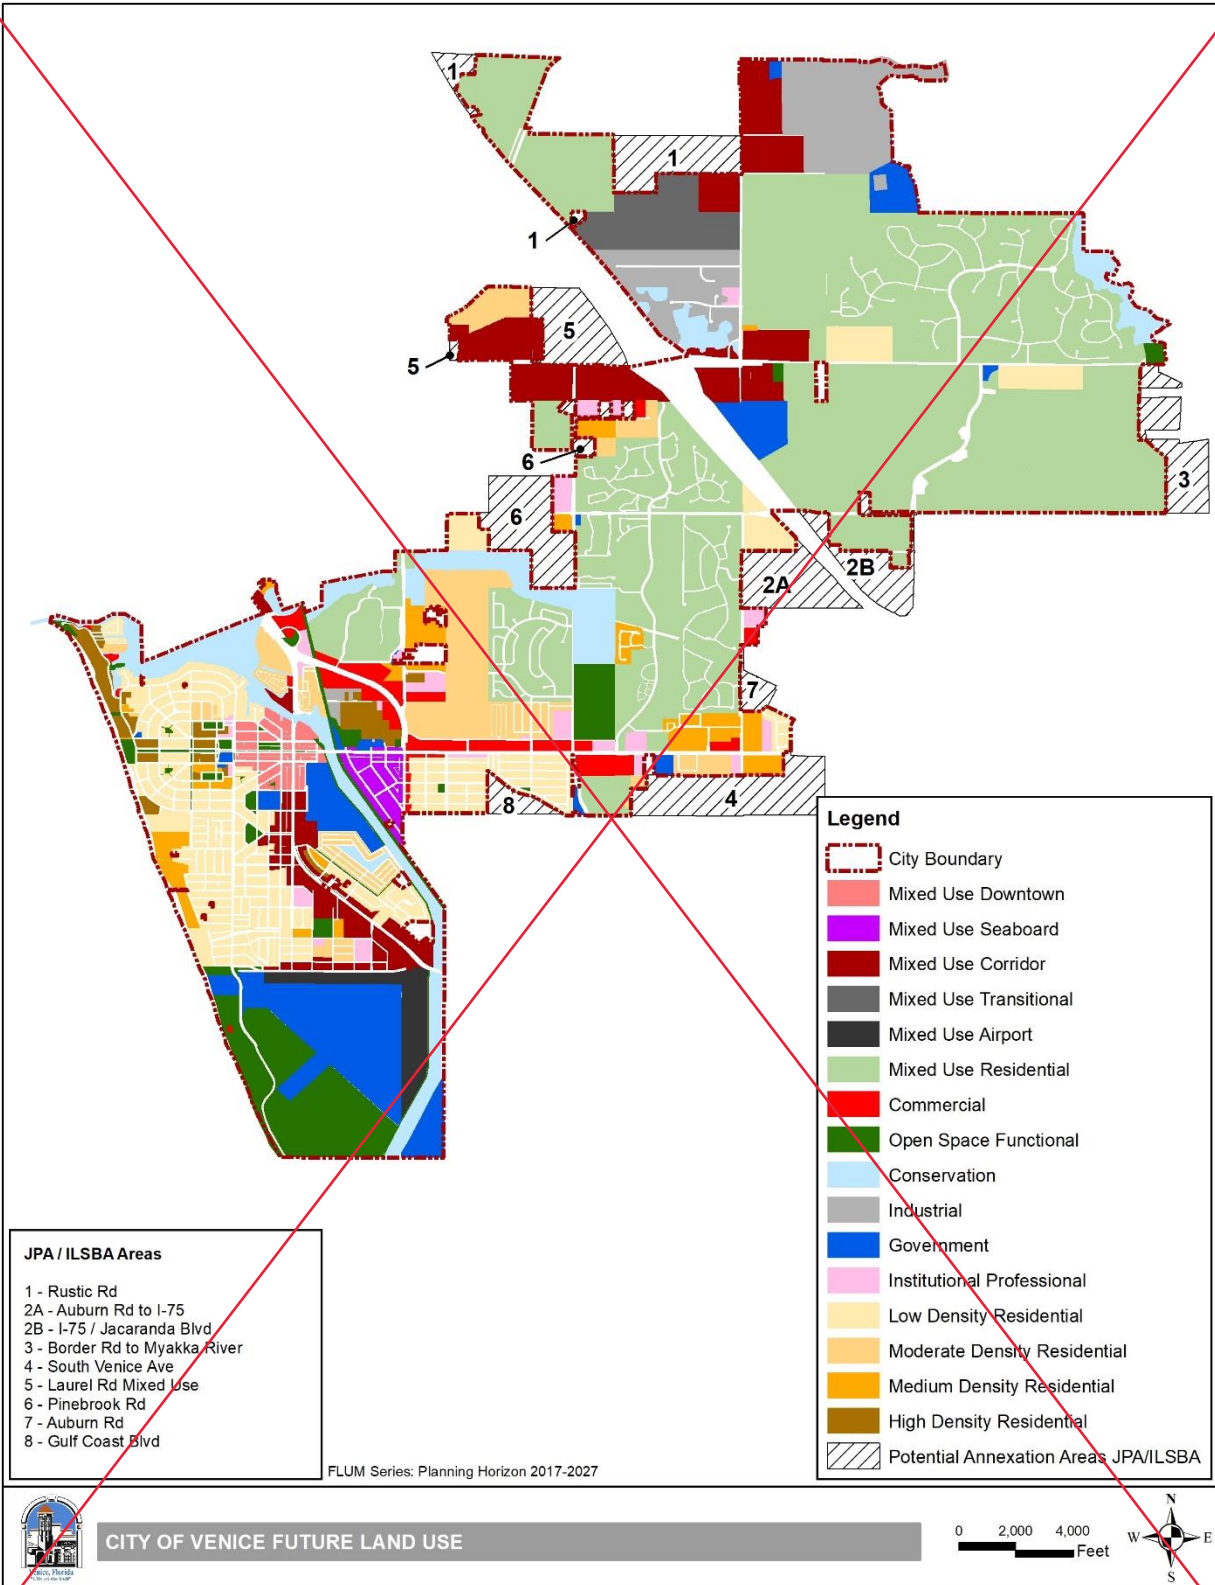 1
1
1
5
5
6
6
3
2A
2B
7
8
4
Legend
City Boundary
Mixed Use Downtown
Mixed Use Seaboard
Mixed Use Corridor
Mixed Use Transitional
Mixed Use Airport
Mixed Use Residential
Commercial
Open Space Functional
Conservation
Industrial
Government
Institutional Professional
Low Density Residential
Moderate Density Residential
Medium Density Residential
High Density Residential
Potential Annexation Areas JPA/ILSBA
JPA / ILSBA Areas
1 - Rustic Rd
2A - Auburn Rd to I-75
2B - I-75 / Jacaranda Blvd
3 - Border Rd to Myakka River
4 - South Venice Ave
5 - Laurel Rd Mixed Use
6 - Pinebrook Rd
7 - Auburn Rd
8 - Gulf Coast Blvd
FLUM Series: Planning Horizon 2017-2027
Venice, Florida
CITY OF VENICE FUTURE LAND USE
0 2,000 4,000
Feet
N
W E
S